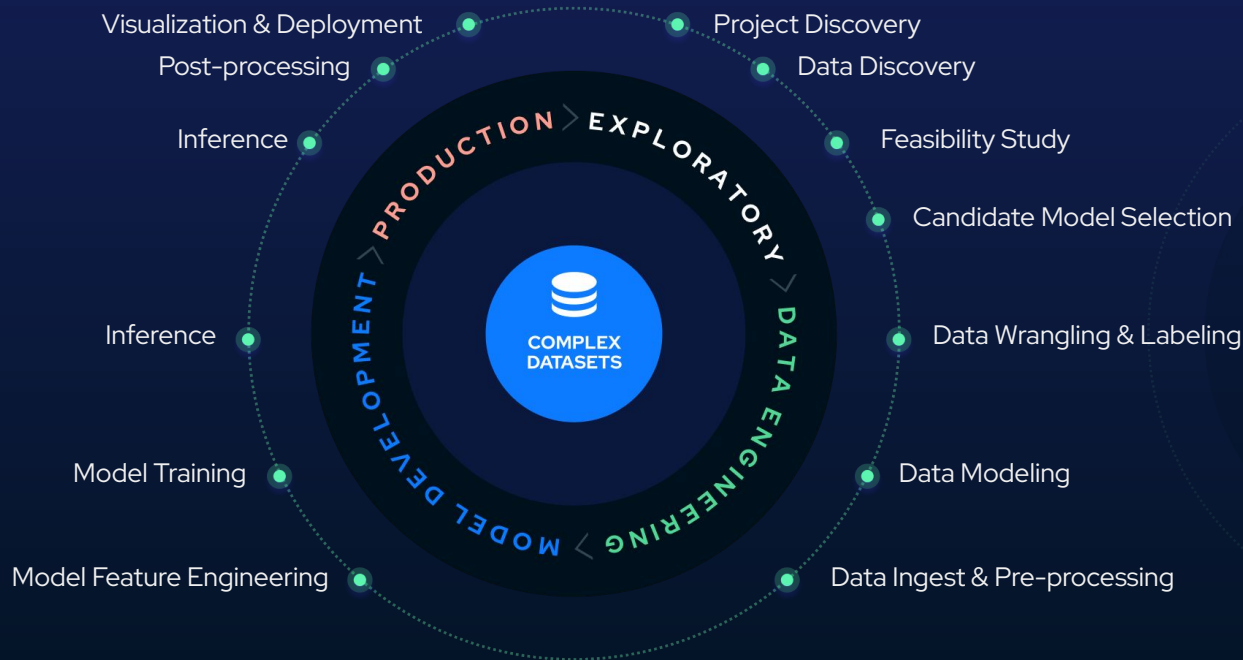 Visualization & Deployment
Project Discovery
Post-processing
Data Discovery
Inference
Feasibility Study
Candidate Model Selection
Inference
Data Wrangling & Labeling
Model Training
Data Modeling
Model Feature Engineering
Data Ingest & Pre-processing
PRODUCTION
EXPLORATORY
DATA ENGINEERING
MODEL DEVELOPMENT
COMPLEX
DATASETS